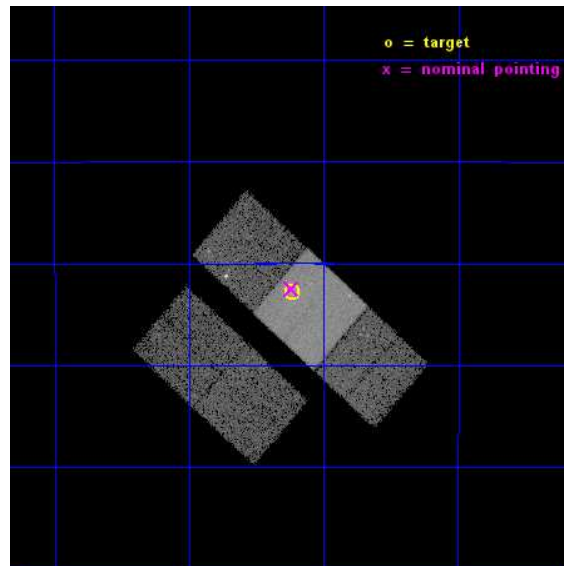 o = target
x = nominal pointing